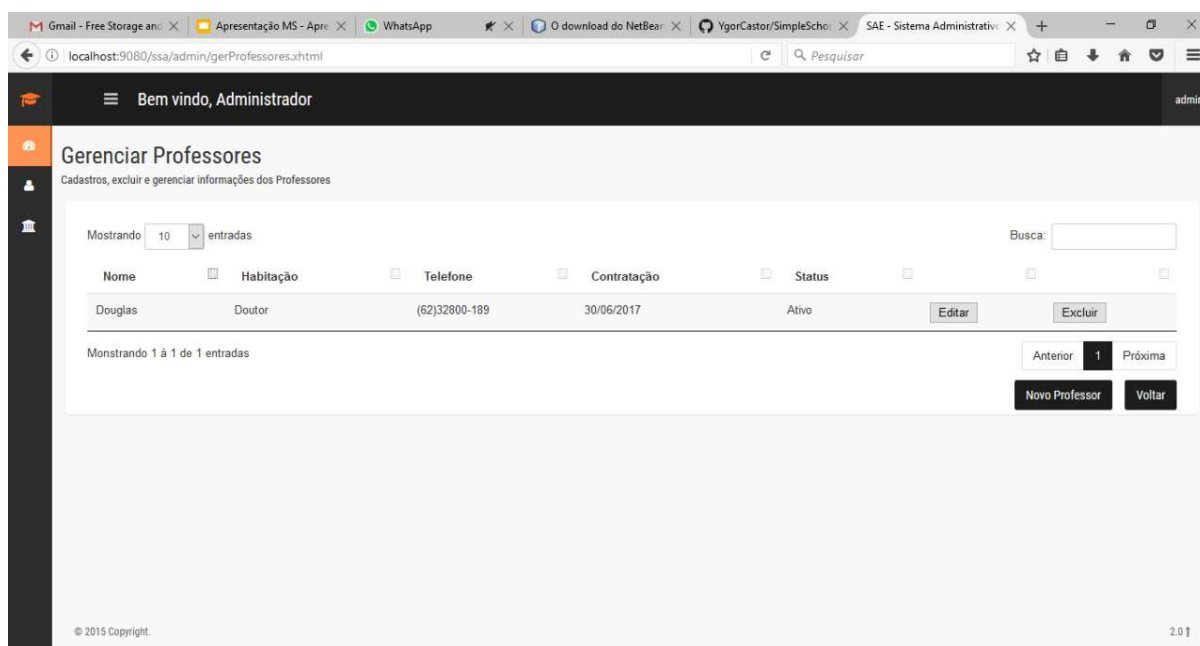 Gmail - Free Storage and
Apresentação MS - Apre
WhatsApp
O download do NetBean
YgorCastor/SimpleSchoo
SAE - Sistema Administrativo
localhost:9080/ssa/admin/gerProfessores.xhtml
Pesquisar
Bem vindo, Administrador
admin
Gerenciar Professores
Cadastros, excluir e gerenciar informações dos Professores
Mostrando 10 entradas
Busca:
Nome Habitação Telefone Contratação Status
Douglas Doutor (62)32800-189 30/06/2017 Ativo Editar Excluir
Monstrando 1 á 1 de 1 entradas
Anterior 1 Próxima
Novo Professor Voltar
© 2015 Copyright.
2.0